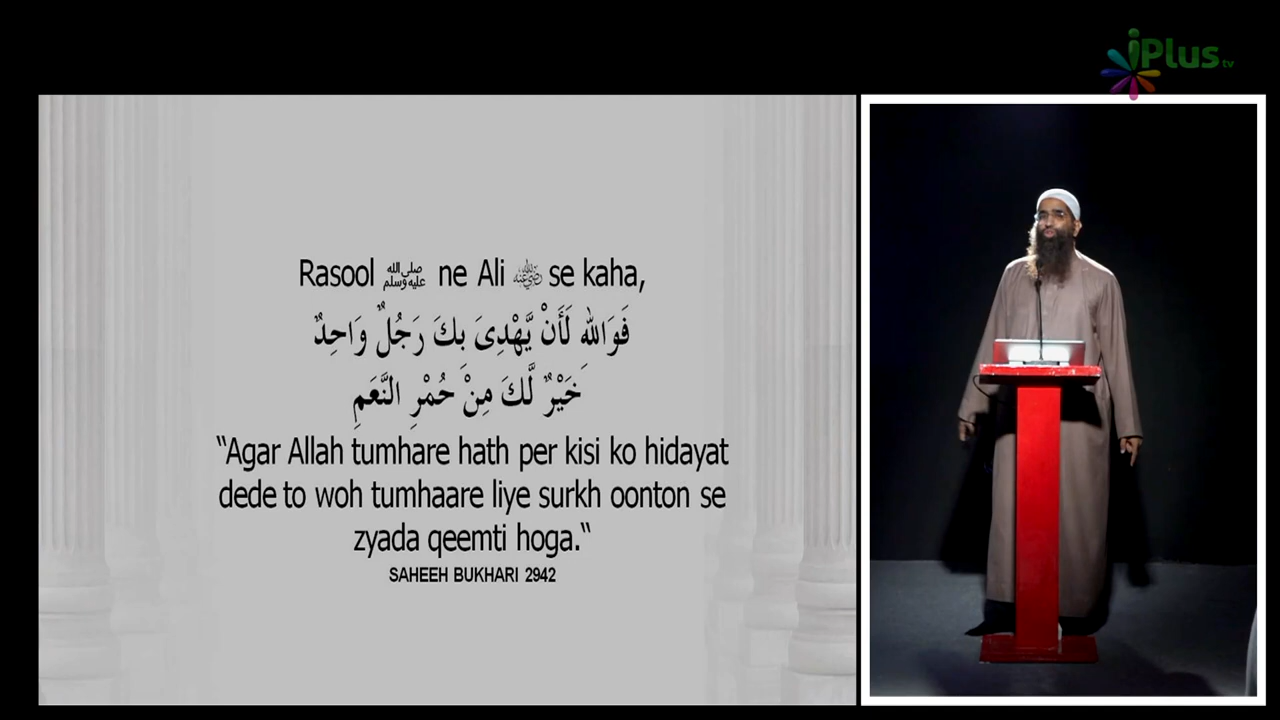 iPlus tv
Rasool ﷺ ne Ali رضي الله عنه se kaha,
فَوَاللهِ لَأَنْ يَّهْدِىَ بِكَ رَجُلٌ وَاحِدٌ
خَيْرٌ لَّكَ مِنْ حُمْرِ النَّعَمِ
"Agar Allah tumhare hath per kisi ko hidayat
dede to woh tumhaare liye surkh oonton se
zyada qeemti hoga."
SAHEEH BUKHARI 2942